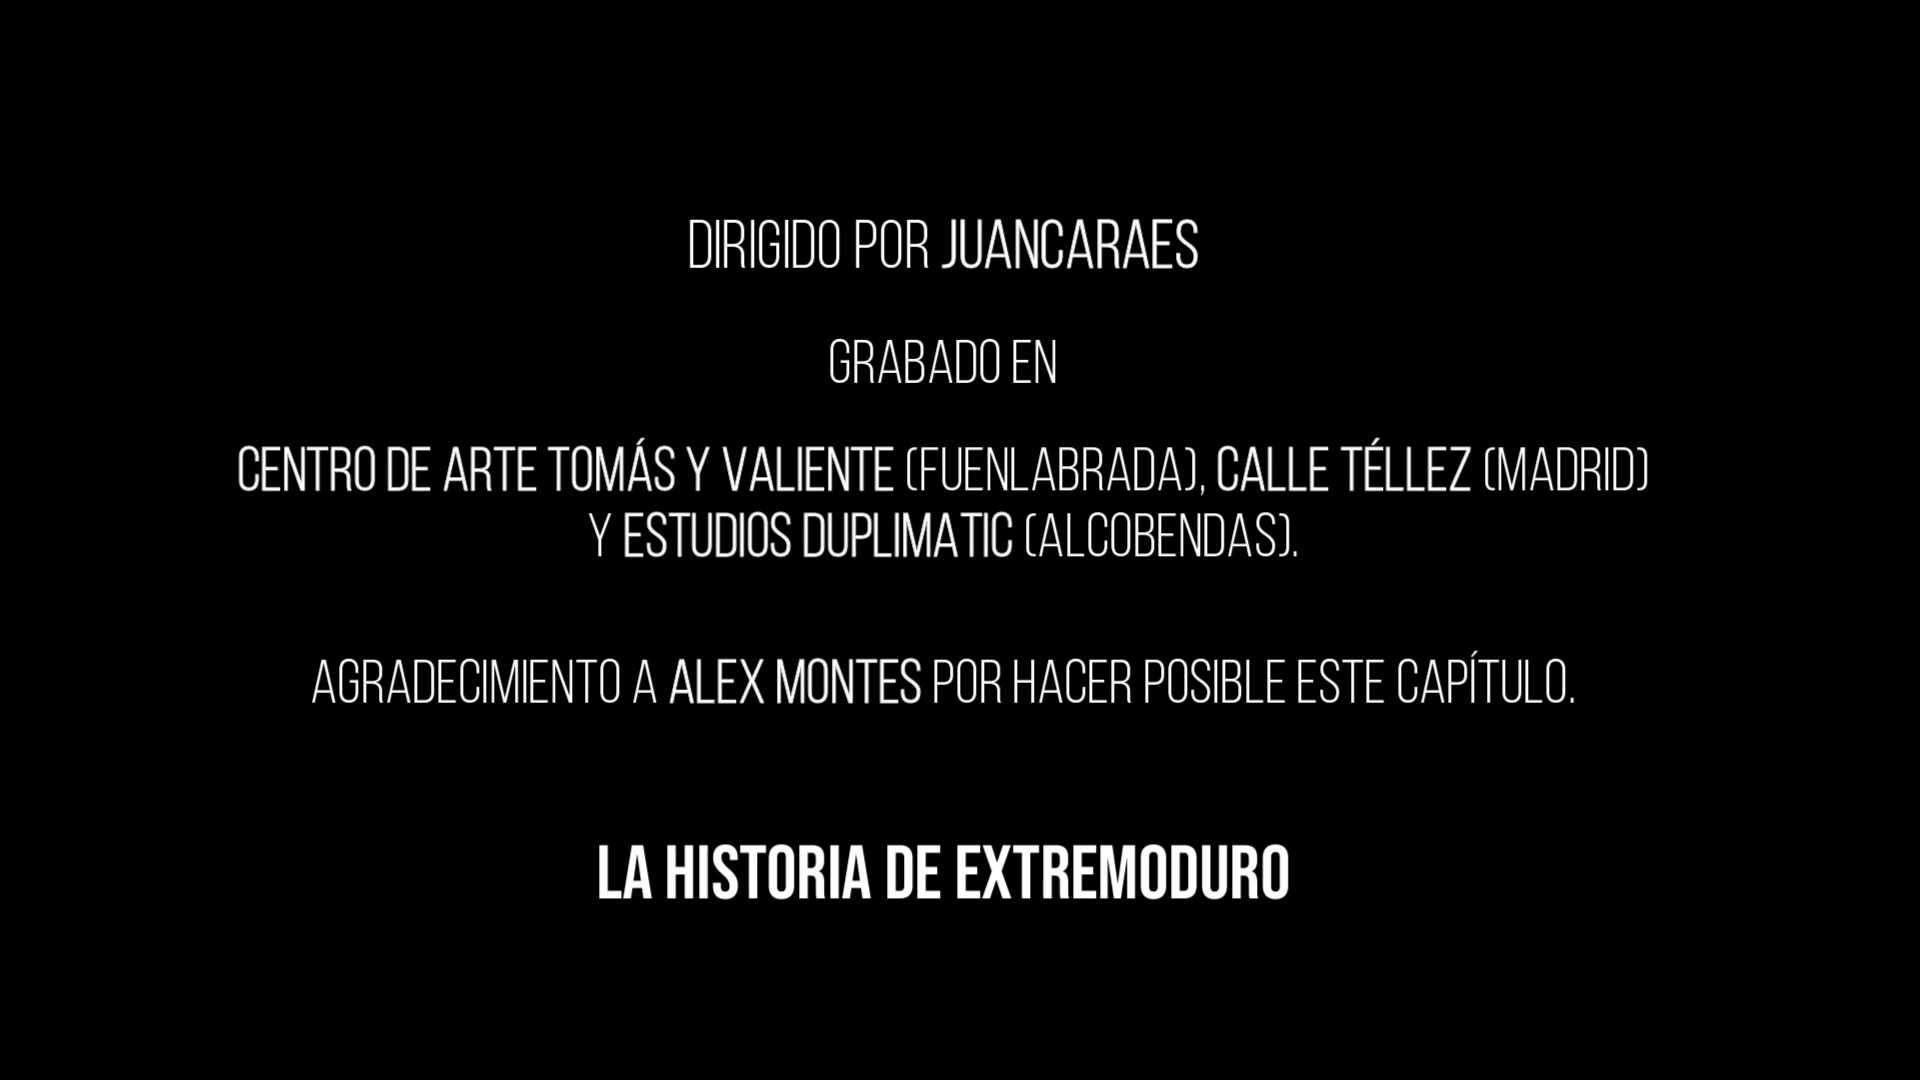 DIRIGIDO POR JUANCARAES
GRABADO EN
CENTRO DE ARTE TOMÁS Y VALIENTE (FUENLABRADA), CALLE TÉLLEZ (MADRID)
Y ESTUDIOS DUPLIMATIC (ALCOBENDAS).
AGRADECIMIENTO A ALEX MONTES POR HACER POSIBLE ESTE CAPÍTULO.
LA HISTORIA DE EXTREMODURO